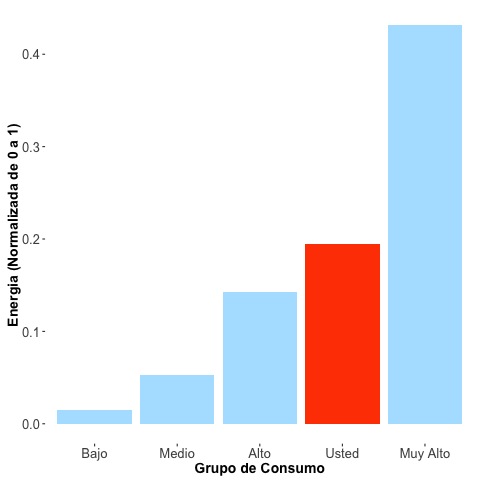 0.4
0.3
0.2
0.1
0.0
Energia (Normalizada de 0 a 1)
Bajo
Medio
Alto
Usted
Muy Alto
Grupo de Consumo